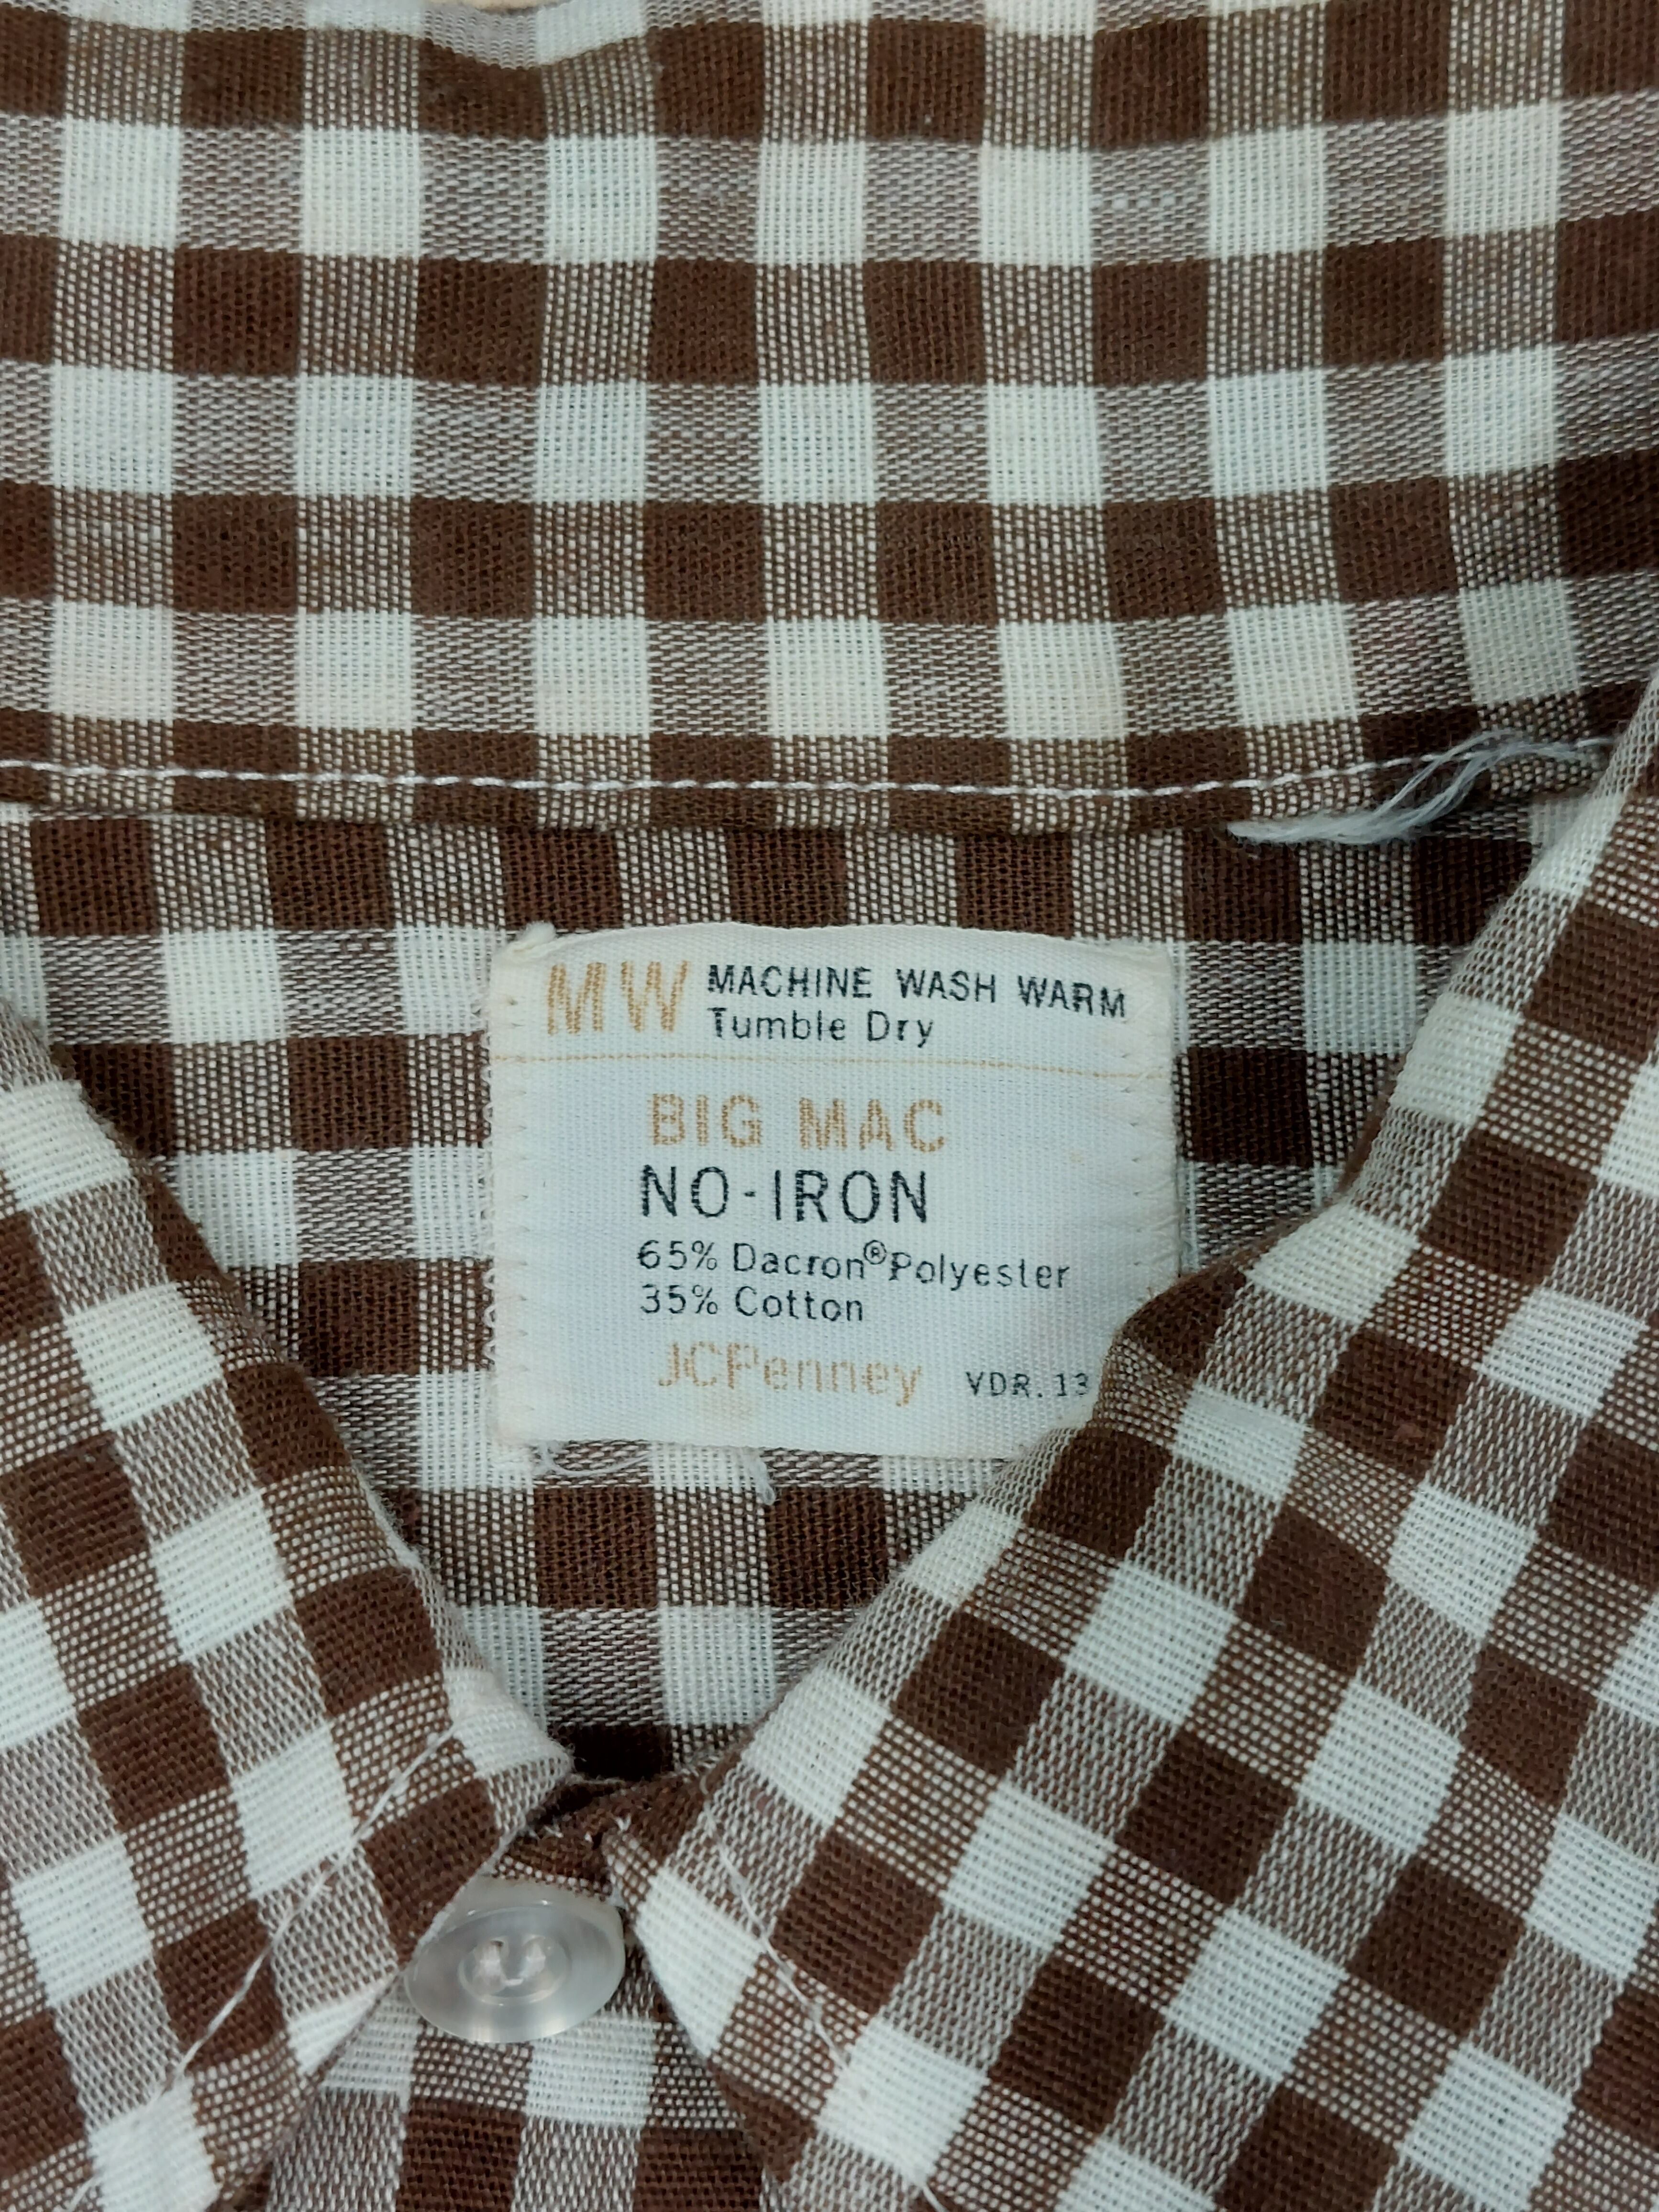 MW MACHINE WASH WARM
Tumble Dry
BIG MAC
NO-IRON
65% Dacron® Polyester
35% Cotton
JCPenney VDR. 13